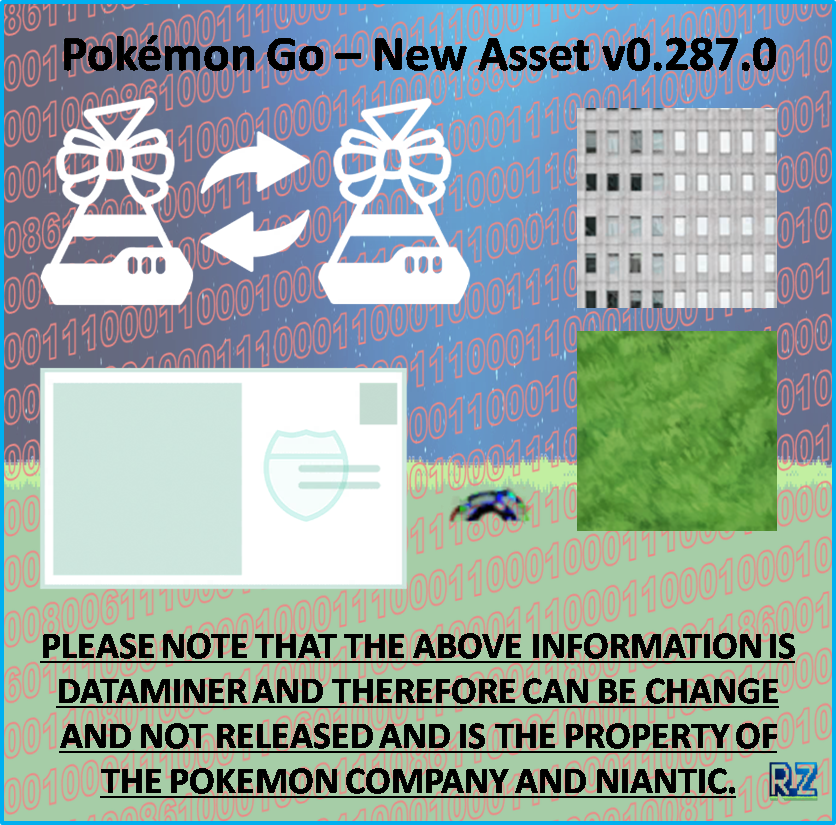 Pokémon Go – New Asset v0.287.0
PLEASE NOTE THAT THE ABOVE INFORMATION IS
DATAMINER AND THEREFORE CAN BE CHANGE
AND NOT RELEASED AND IS THE PROPERTY OF
THE POKEMON COMPANY AND NIANTIC.
RZ